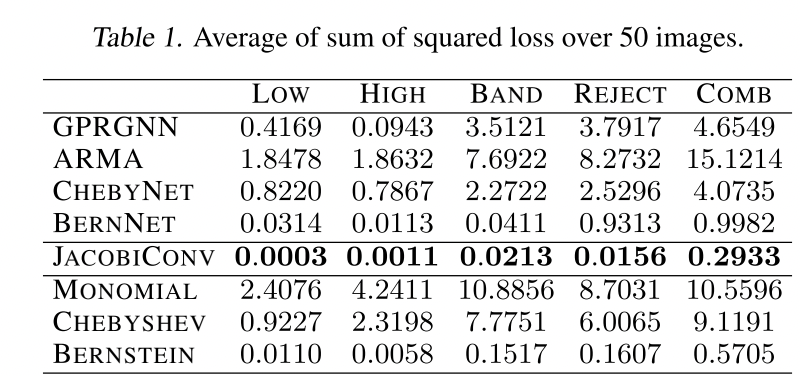 Table 1. Average of sum of squared loss over 50 images.
LOW HIGH BAND REJECT COMB
GPRGNN 0.4169 0.0943 3.5121 3.7917 4.6549
ARMA 1.8478 1.8632 7.6922 8.2732 15.1214
CHEBYNET 0.8220 0.7867 2.2722 2.5296 4.0735
BERNNET 0.0314 0.0113 0.0411 0.9313 0.9982
JACOBICONV 0.0003 0.0011 0.0213 0.0156 0.2933
MONOMIAL 2.4076 4.2411 10.8856 8.7031 10.5596
CHEBYSHEV 0.9227 2.3198 7.7751 6.0065 9.1191
BERNSTEIN 0.0110 0.0058 0.1517 0.1607 0.5705